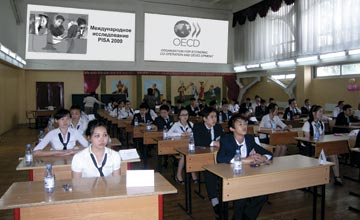 Международное
исследование
PISA 2009
OECD
ORGANISATION FOR ECONOMIC
CO-OPERATION AND DEVELOPMENT